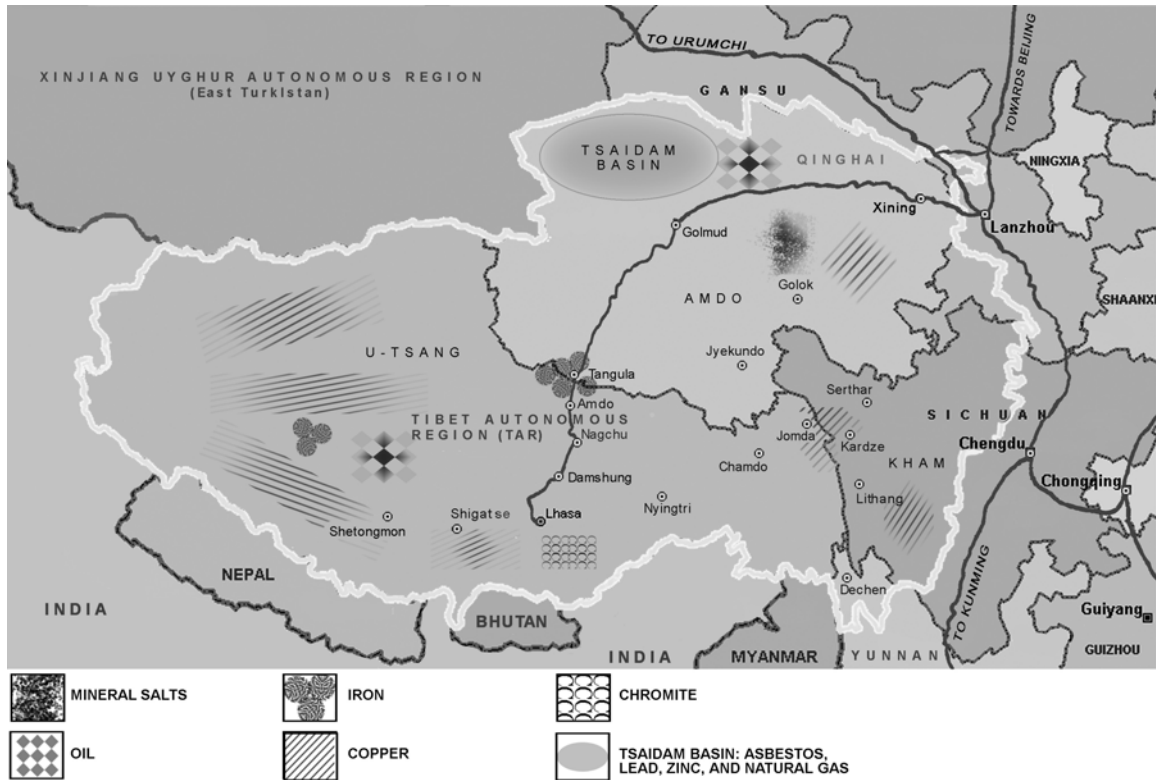 TO URUMCHI
TOWARDS BEIJING
XINJIANG UYGHUR AUTONOMOUS REGION
(East Turkistan)
GANSU
TSAIDAM
BASIN
QINGHAI
NINGXIA
Xining
Lanzhou
Golmud
SHAANXI
Golok
AMDO
U-TSANG
Jyekundo
Tangula
Serthar
Amdo
SICHUAN
TIBET AUTONOMOUS
REGION (TAR)
Nagchu
Jomda
Kardze
Chengdu
Chamdo
KHAM
Damshung
Chongqing
Lithang
Nyingtri
Shigatse
Lhasa
Shetongmon
NEPAL
Dechen
TO KUNMING
INDIA
BHUTAN
Guiyang
INDIA
MYANMAR
YUNNAN
GUIZHOU
MINERAL SALTS
IRON
CHROMITE
OIL
COPPER
TSAIDAM BASIN: ASBESTOS,
LEAD, ZINC, AND NATURAL GAS